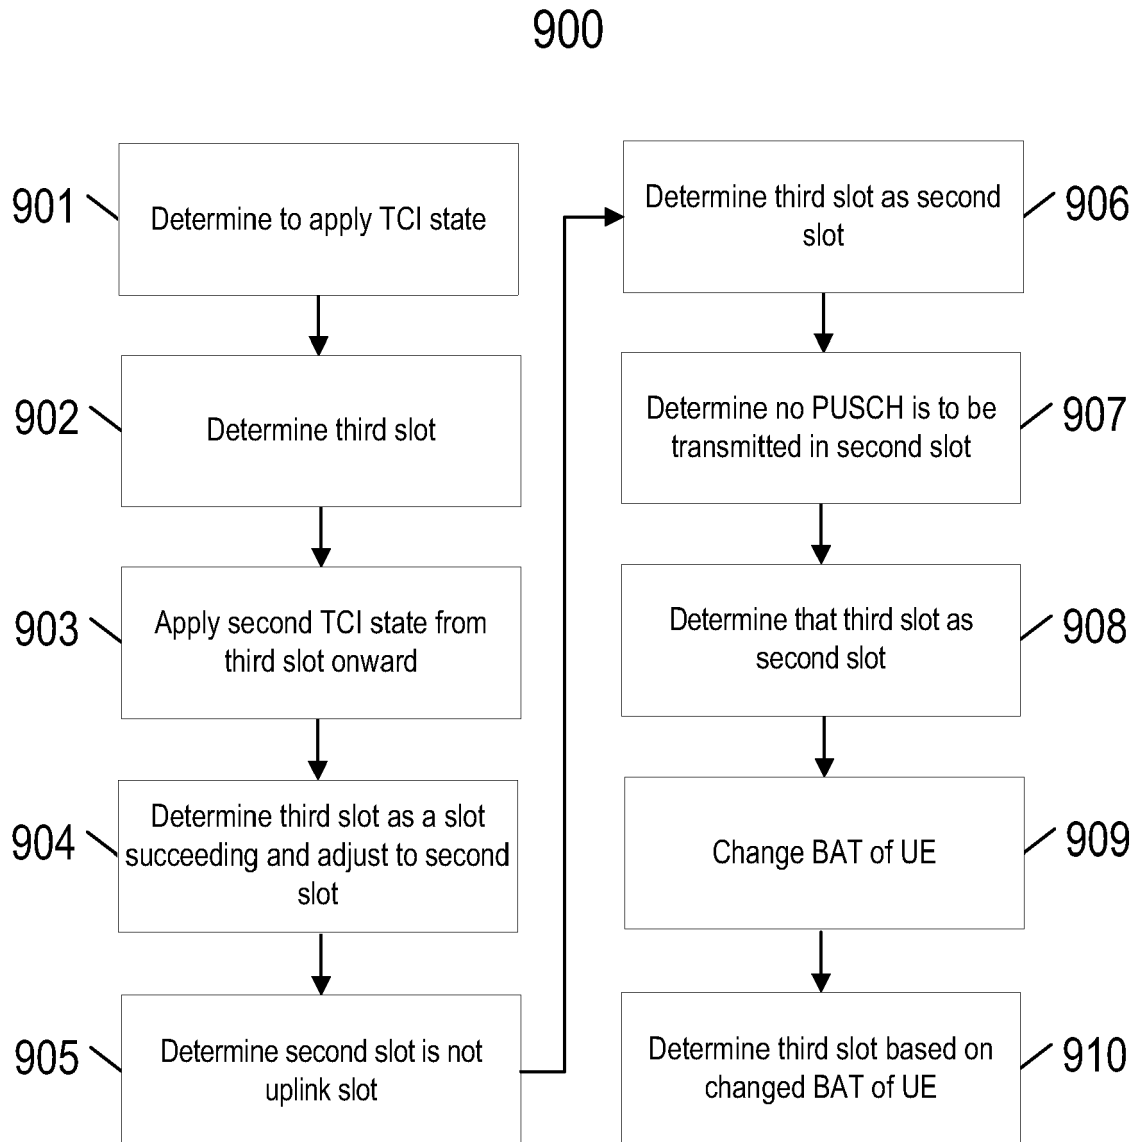 900
901
Determine to apply TCI state
902
Determine third slot
903
Apply second TCI state from
third slot onward
904
Determine third slot as a slot
succeeding and adjust to second
slot
905
Determine second slot is not
uplink slot
Determine third slot as second
slot
906
Determine no PUSCH is to be
transmitted in second slot
907
Determine that third slot as
second slot
908
Change BAT of UE
909
Determine third slot based on
changed BAT of UE
910